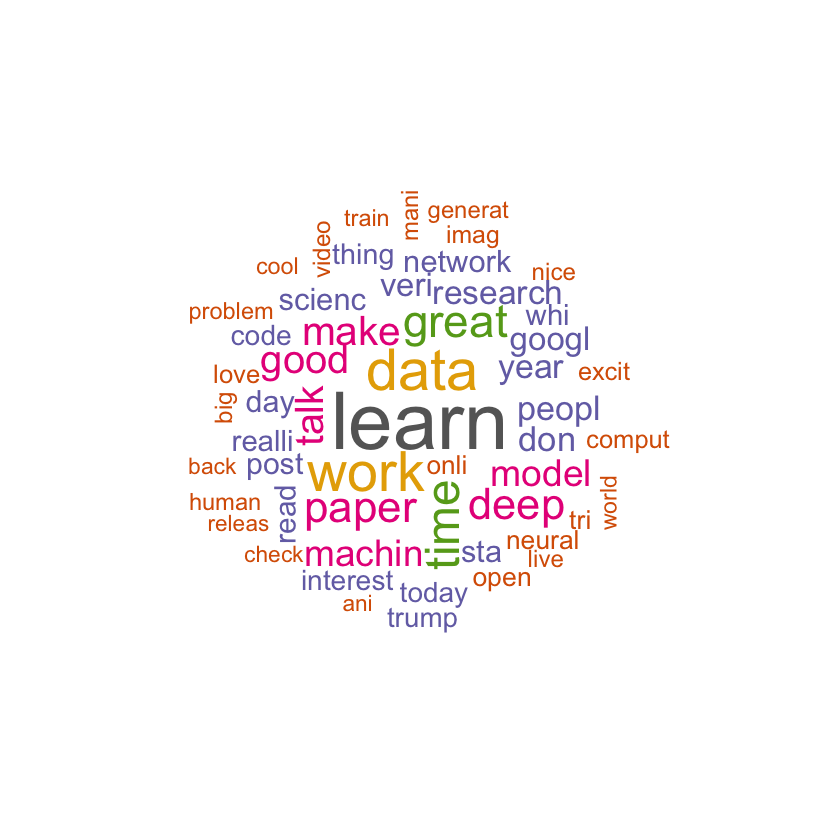 mani
generat
train
imag
video
thing
network
cool
nice
veri
research
scienc
problem
great
whi
make
code
googl
good
data
year
excit
love
big
day
talk
learn
peopl
don
comput
realli
back
post
work
onli
model
human
read
paper
time
deep
world
releas
tri
neural
check
machin
sta
live
interest
today
open
ani
trump